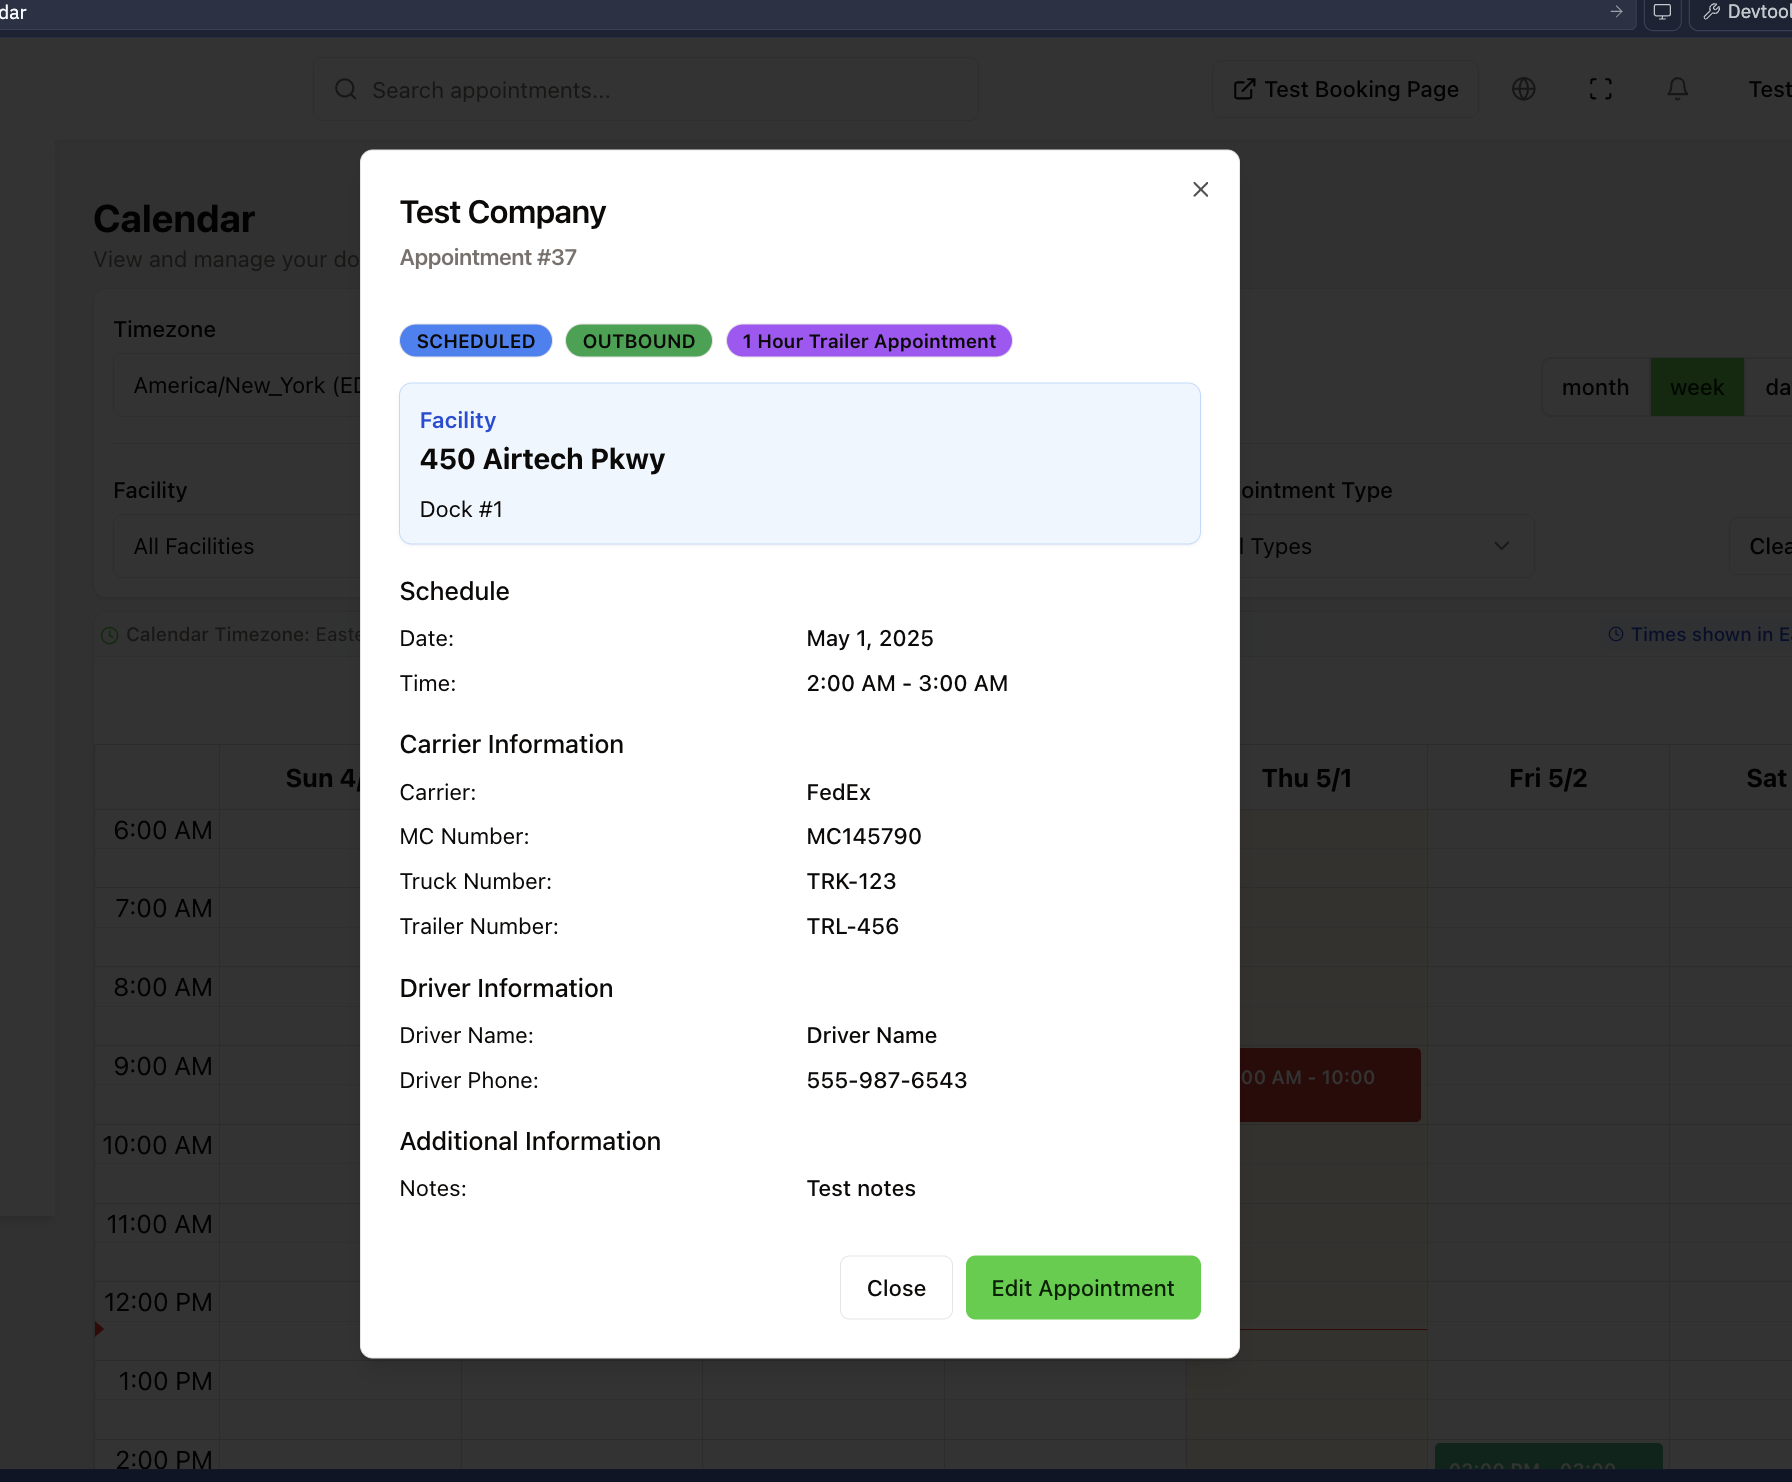 dar
Devtool
Search appointments...
Test Booking Page
Test
Calendar
View and manage your do
Timezone
America/New_York (ED
month
week
da
Facility
All Facilities
ointment Type
l Types
Clea
Calendar Timezone: Easte
Times shown in Ea
Sun 4/
Thu 5/1
Fri 5/2
Sat
6:00 AM
7:00 AM
8:00 AM
9:00 AM
10:00 AM
11:00 AM
12:00 PM
1:00 PM
2:00 PM
00 AM - 10:00
02:00 PM - 03:00
Test Company
Appointment #37
SCHEDULED
OUTBOUND
1 Hour Trailer Appointment
Facility
450 Airtech Pkwy
Dock #1
Schedule
Date: May 1, 2025
Time: 2:00 AM - 3:00 AM
Carrier Information
Carrier: FedEx
MC Number: MC145790
Truck Number: TRK-123
Trailer Number: TRL-456
Driver Information
Driver Name: Driver Name
Driver Phone: 555-987-6543
Additional Information
Notes: Test notes
Close
Edit Appointment